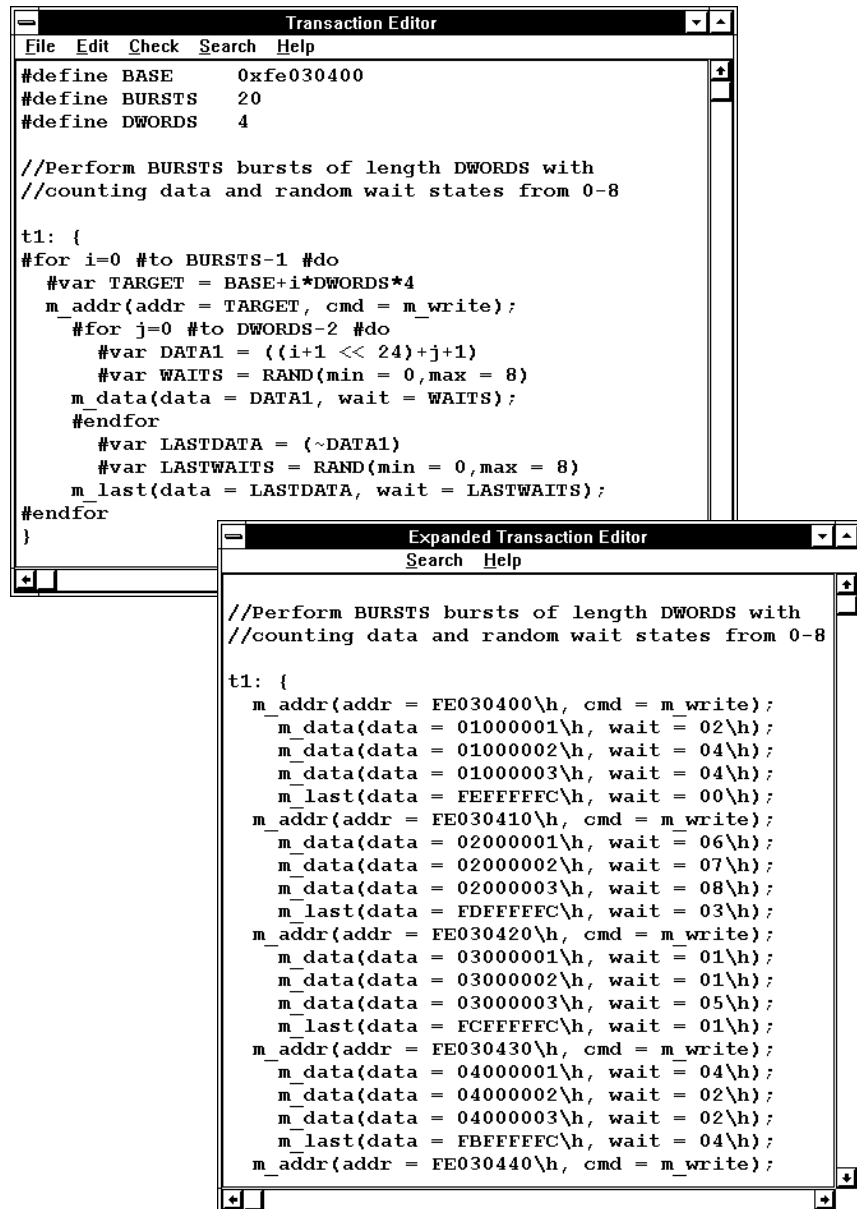 Transaction Editor
File Edit Check Search Help
#define BASE 0xfe030400
#define BURSTS 20
#define DWORDS 4
//Perform BURSTS bursts of length DWORDS with
//counting data and random wait states from 0-8
t1: {
#for i=0 #to BURSTS-1 #do
#var TARGET = BASE+i*DWORDS*4
m_addr(addr = TARGET, cmd = m_write);
#for j=0 #to DWORDS-2 #do
#var DATA1 = ((i+1 << 24)+j+1)
#var WAITS = RAND(min = 0,max = 8)
m_data(data = DATA1, wait = WAITS);
#endfor
#var LASTDATA = (~DATA1)
#var LASTWAITS = RAND(min = 0,max = 8)
m_last(data = LASTDATA, wait = LASTWAITS);
#endfor
}
Expanded Transaction Editor
Search Help
//Perform BURSTS bursts of length DWORDS with
//counting data and random wait states from 0-8
t1: {
m_addr(addr = FE030400\h, cmd = m_write);
m_data(data = 01000001\h, wait = 02\h);
m_data(data = 01000002\h, wait = 04\h);
m_data(data = 01000003\h, wait = 04\h);
m_last(data = FEFFFFFC\h, wait = 00\h);
m_addr(addr = FE030410\h, cmd = m_write);
m_data(data = 02000001\h, wait = 06\h);
m_data(data = 02000002\h, wait = 07\h);
m_data(data = 02000003\h, wait = 08\h);
m_last(data = FDFFFFFC\h, wait = 03\h);
m_addr(addr = FE030420\h, cmd = m_write);
m_data(data = 03000001\h, wait = 01\h);
m_data(data = 03000002\h, wait = 01\h);
m_data(data = 03000003\h, wait = 05\h);
m_last(data = FCFFFFFC\h, wait = 01\h);
m_addr(addr = FE030430\h, cmd = m_write);
m_data(data = 04000001\h, wait = 04\h);
m_data(data = 04000002\h, wait = 02\h);
m_data(data = 04000003\h, wait = 02\h);
m_last(data = FBFFFFFC\h, wait = 04\h);
m_addr(addr = FE030440\h, cmd = m_write);